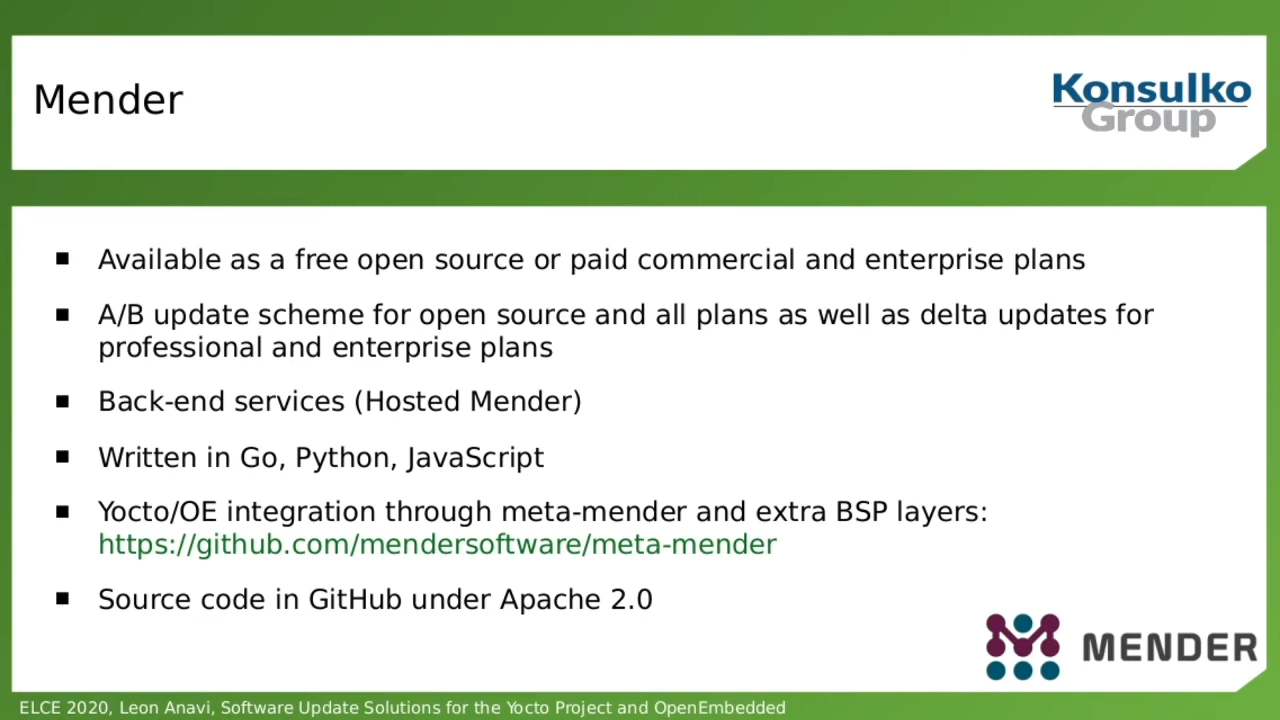 Mender
Konsulko
Group
Available as a free open source or paid commercial and enterprise plans
A/B update scheme for open source and all plans as well as delta updates for
professional and enterprise plans
Back-end services (Hosted Mender)
Written in Go, Python, JavaScript
Yocto/OE integration through meta-mender and extra BSP layers:
https://github.com/mendersoftware/meta-mender
Source code in GitHub under Apache 2.0
MENDER
ELCE 2020, Leon Anavi, Software Update Solutions for the Yocto Project and OpenEmbedded